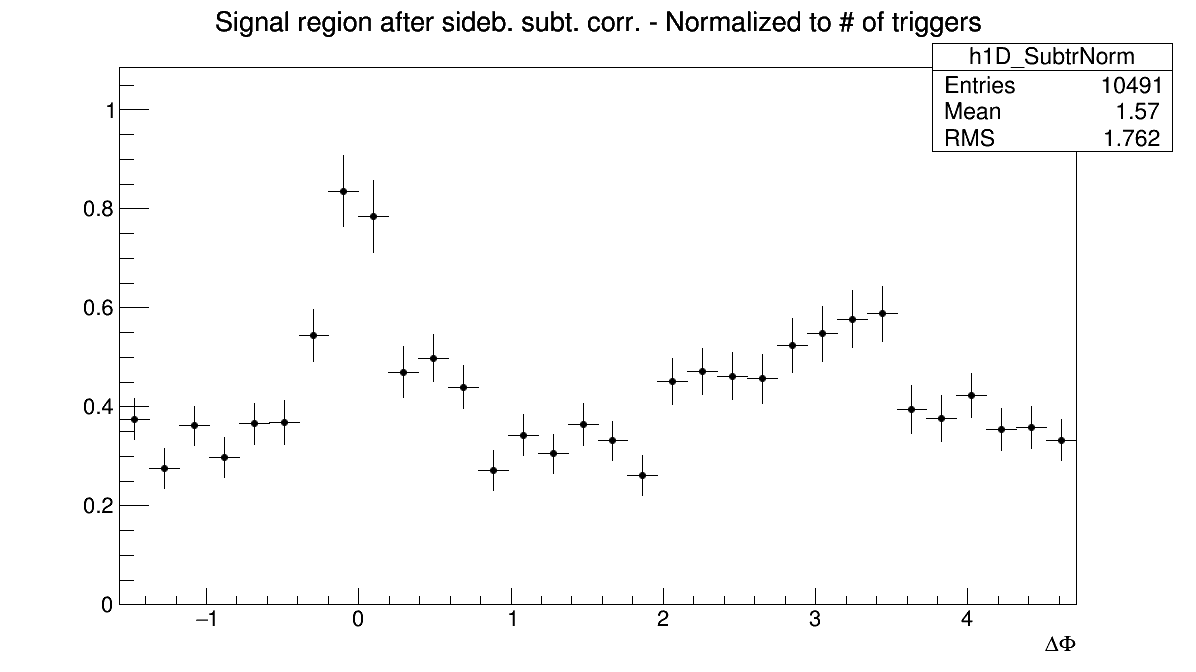 Signal region after sideb. subt. corr. - Normalized to # of triggers
h1D_SubtrNorm
Entries 10491
Mean 1.57
RMS 1.762
1
0.8
0.6
0.4
0.2
0
−1 0 1 2 3 4
ΔΦ